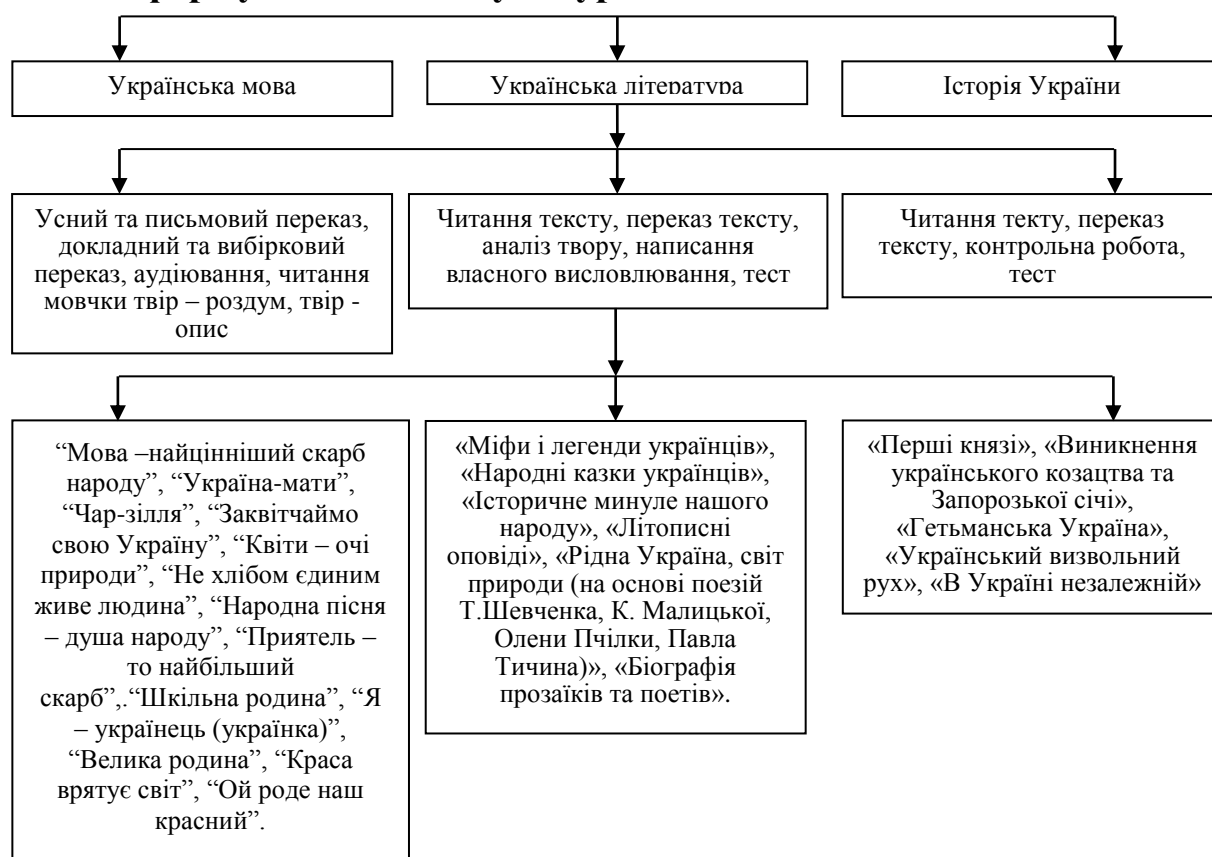 Українська мова
Українська література
Історія України
Усний та письмовий переказ,
докладний та вибірковий
переказ, аудіювання, читання
мовчки твір – роздум, твір -
опис
Читання тексту, переказ тексту,
аналіз твору, написання
власного висловлювання, тест
Читання текту, переказ
тексту, контрольна робота,
тест
“Мова –найцінніший скарб
народу”, “Україна-мати”,
“Чар-зілля”, “Заквітчаймо
свою Україну”, “Квіти – очі
природи”, “Не хлібом єдиним
живе людина”, “Народна пісня
– душа народу”, “Приятель –
то найбільший
скарб”,.“Шкільна родина”, “Я
– українець (українка)”,
“Велика родина”, “Краса
врятує світ”, “Ой роде наш
красний”.
«Міфи і легенди українців»,
«Народні казки українців»,
«Історичне минуле нашого
народу», «Літописні
оповіді», «Рідна Україна, світ
природи (на основі поезій
Т.Шевченка, К. Малицької,
Олени Пчілки, Павла
Тичина)», «Біографія
прозаїків та поетів».
«Перші князі», «Виникнення
українського козацтва та
Запорозької січі»,
«Гетьманська Україна»,
«Український визвольний
рух», «В Україні незалежній»